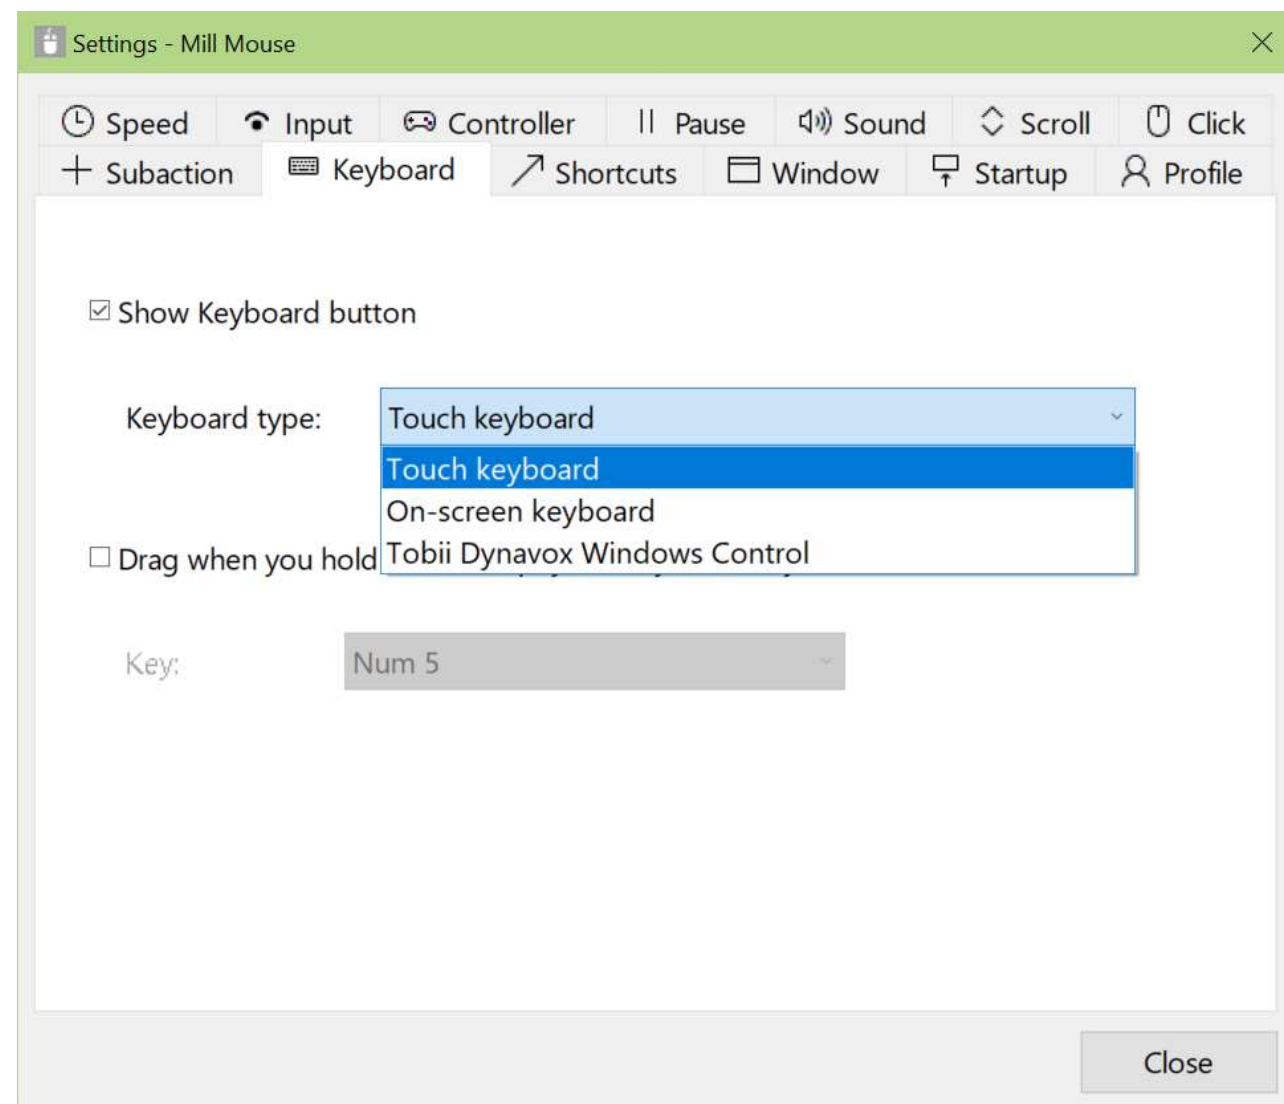 Settings - Mill Mouse
Speed Input Controller Pause Sound Scroll Click
Subaction Keyboard Shortcuts Window Startup Profile
Show Keyboard button
Keyboard type: Touch keyboard
Touch keyboard
On-screen keyboard
Tobii Dynavox Windows Control
Drag when you hold
Key: Num 5
Close